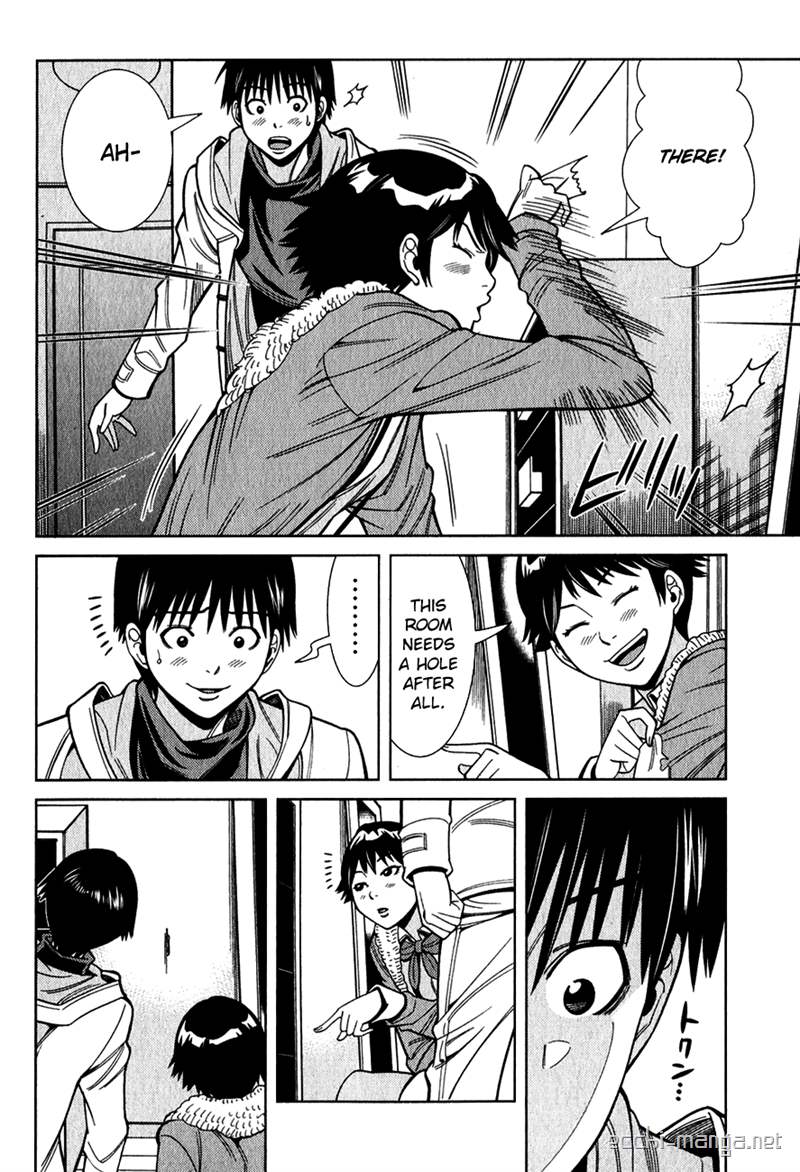 THERE!
AH-
ビリッ
THIS
ROOM
NEEDS
A HOLE
AFTER
ALL.
………
トクン…
ecchi-manga.net